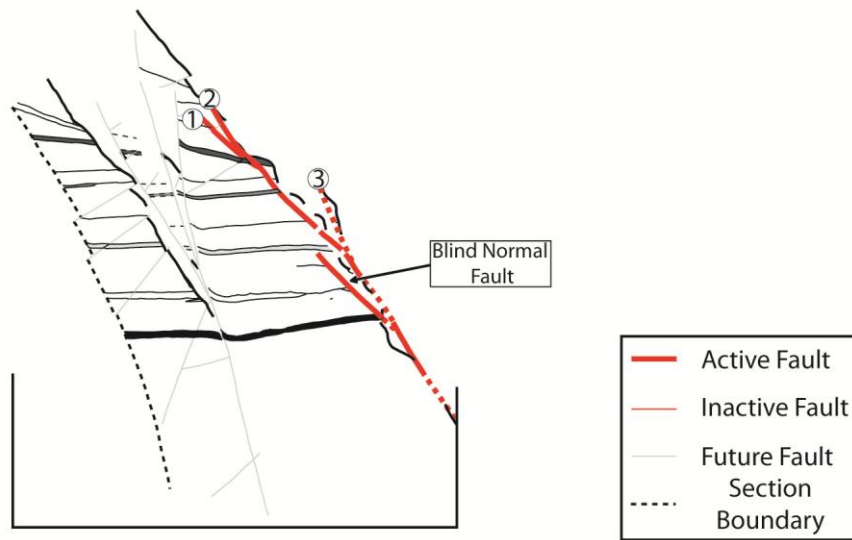 2
1
3
Blind Normal
Fault
Active Fault
Inactive Fault
Future Fault
Section
Boundary